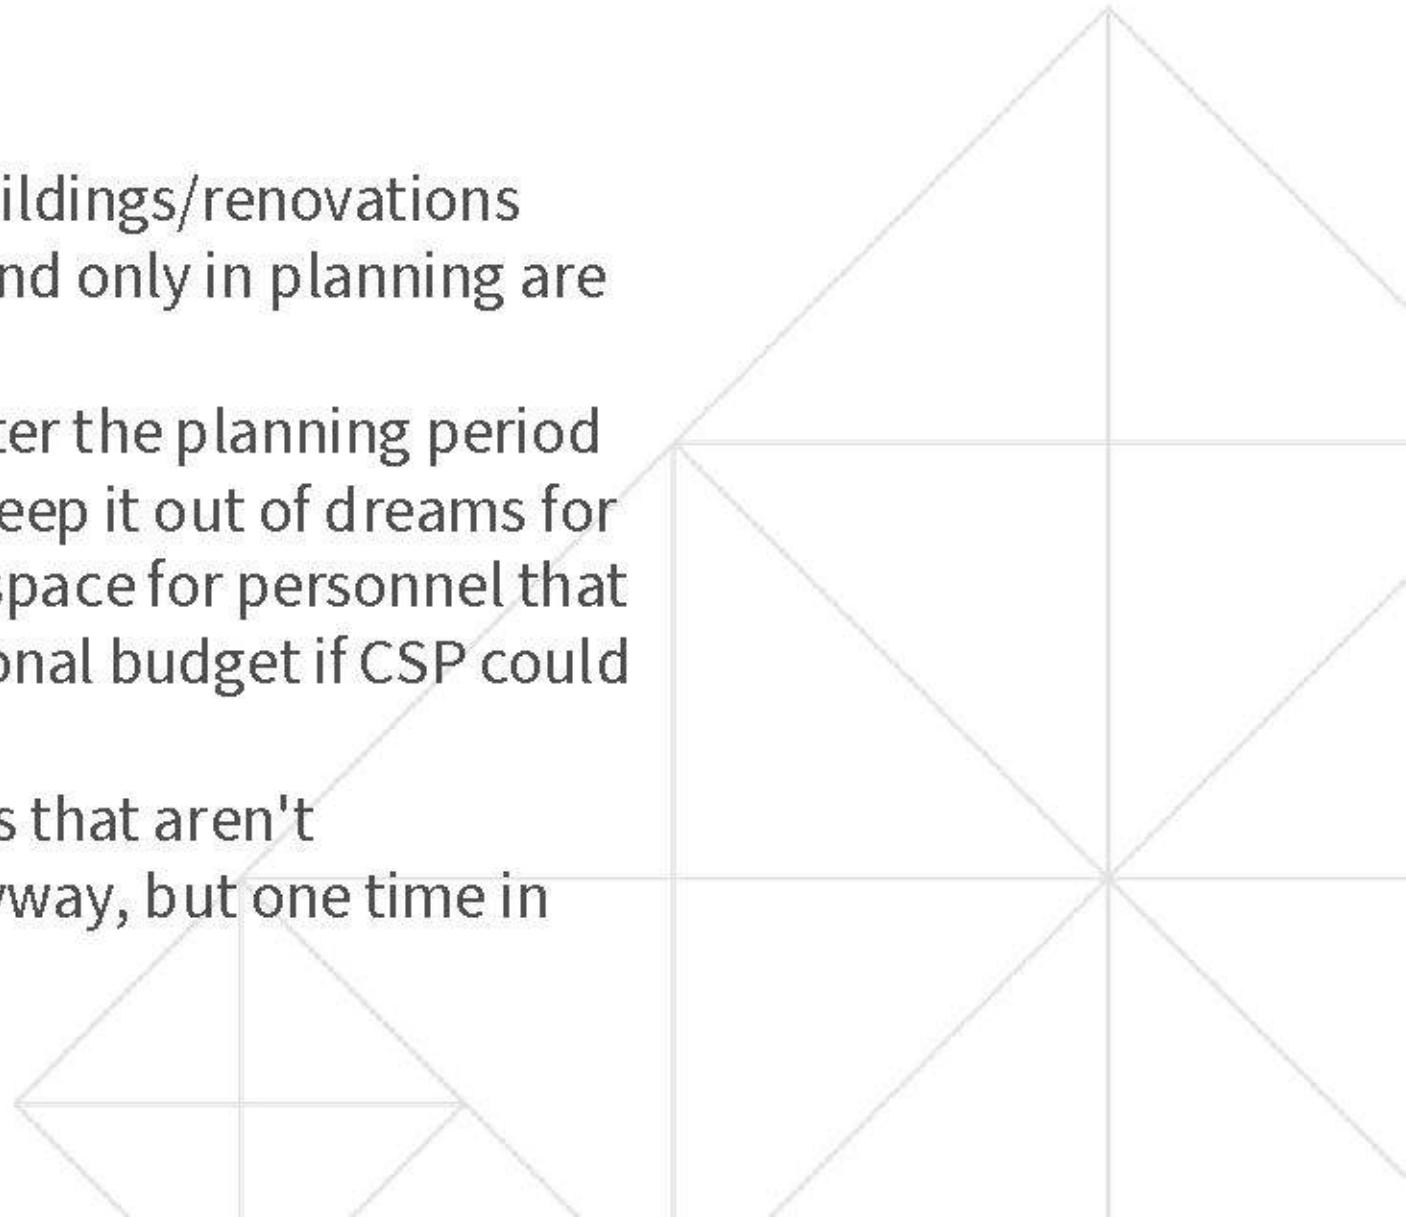 ildings/renovations
nd only in planning are
ter the planning period
eep it out of dreams for
space for personnel that
onal budget if CSP could
s that aren't
yway, but one time in